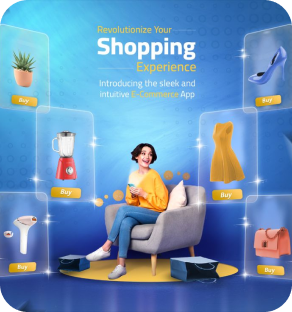 Revolutionize Your
Shopping
Experience
Introducing the sleek and
intuitive E-Commerce App
Buy
Buy
Buy
Buy
Buy
Buy